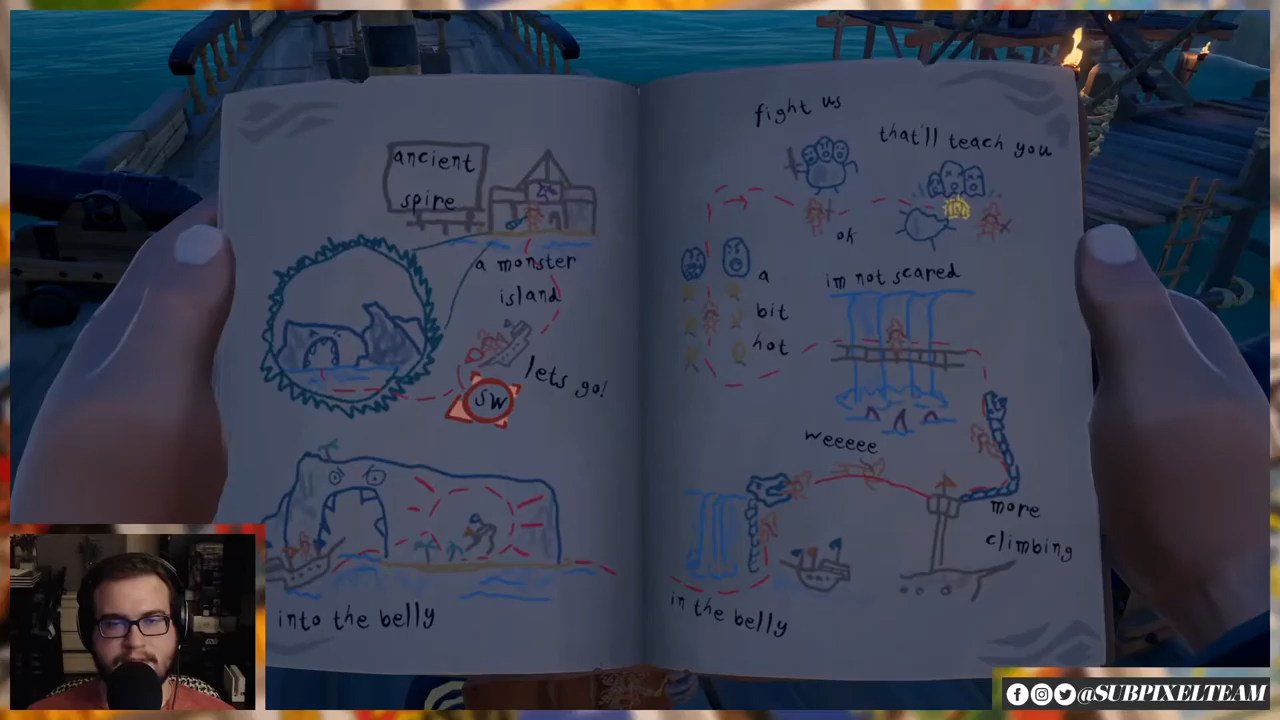 ancient
spire
a monster
island
lets go!
SW
into the belly
fight us
that'll teach you
ok
a
bit
hot
im not scared
weeeee
more
climbing
in the belly
@SUBPIXELTEAM